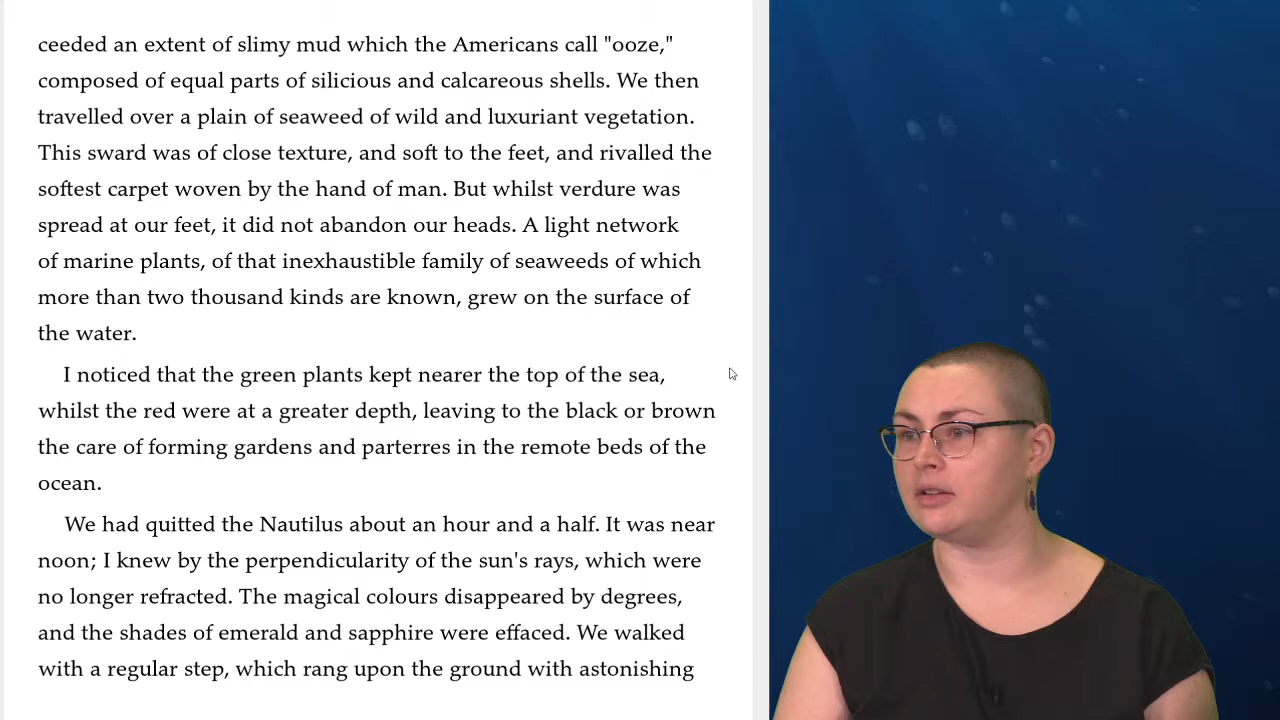 ceeded an extent of slimy mud which the Americans call "ooze,"
composed of equal parts of silicious and calcareous shells. We then
travelled over a plain of seaweed of wild and luxuriant vegetation.
This sward was of close texture, and soft to the feet, and rivalled the
softest carpet woven by the hand of man. But whilst verdure was
spread at our feet, it did not abandon our heads. A light network
of marine plants, of that inexhaustible family of seaweeds of which
more than two thousand kinds are known, grew on the surface of
the water.
I noticed that the green plants kept nearer the top of the sea,
whilst the red were at a greater depth, leaving to the black or brown
the care of forming gardens and parterres in the remote beds of the
ocean.
We had quitted the Nautilus about an hour and a half. It was near
noon; I knew by the perpendicularity of the sun's rays, which were
no longer refracted. The magical colours disappeared by degrees,
and the shades of emerald and sapphire were effaced. We walked
with a regular step, which rang upon the ground with astonishing